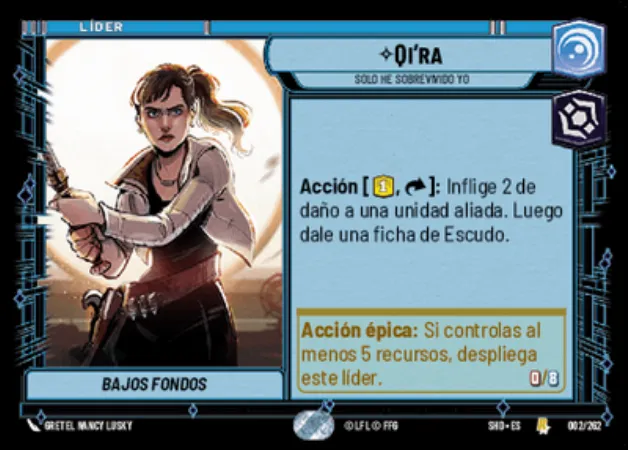 LÍDER
QI'RA
SOLO HE SOBREVIVIDO YO
Acción [1, ]: Inflige 2 de
daño a una unidad aliada. Luego
dale una ficha de Escudo.
Acción épica: Si controlas al
menos 5 recursos, despliega
este líder.
0/8
BAJOS FONDOS
GRETEL NANCY LUSKY
© LFL © FFG
SHD • ES
002/262